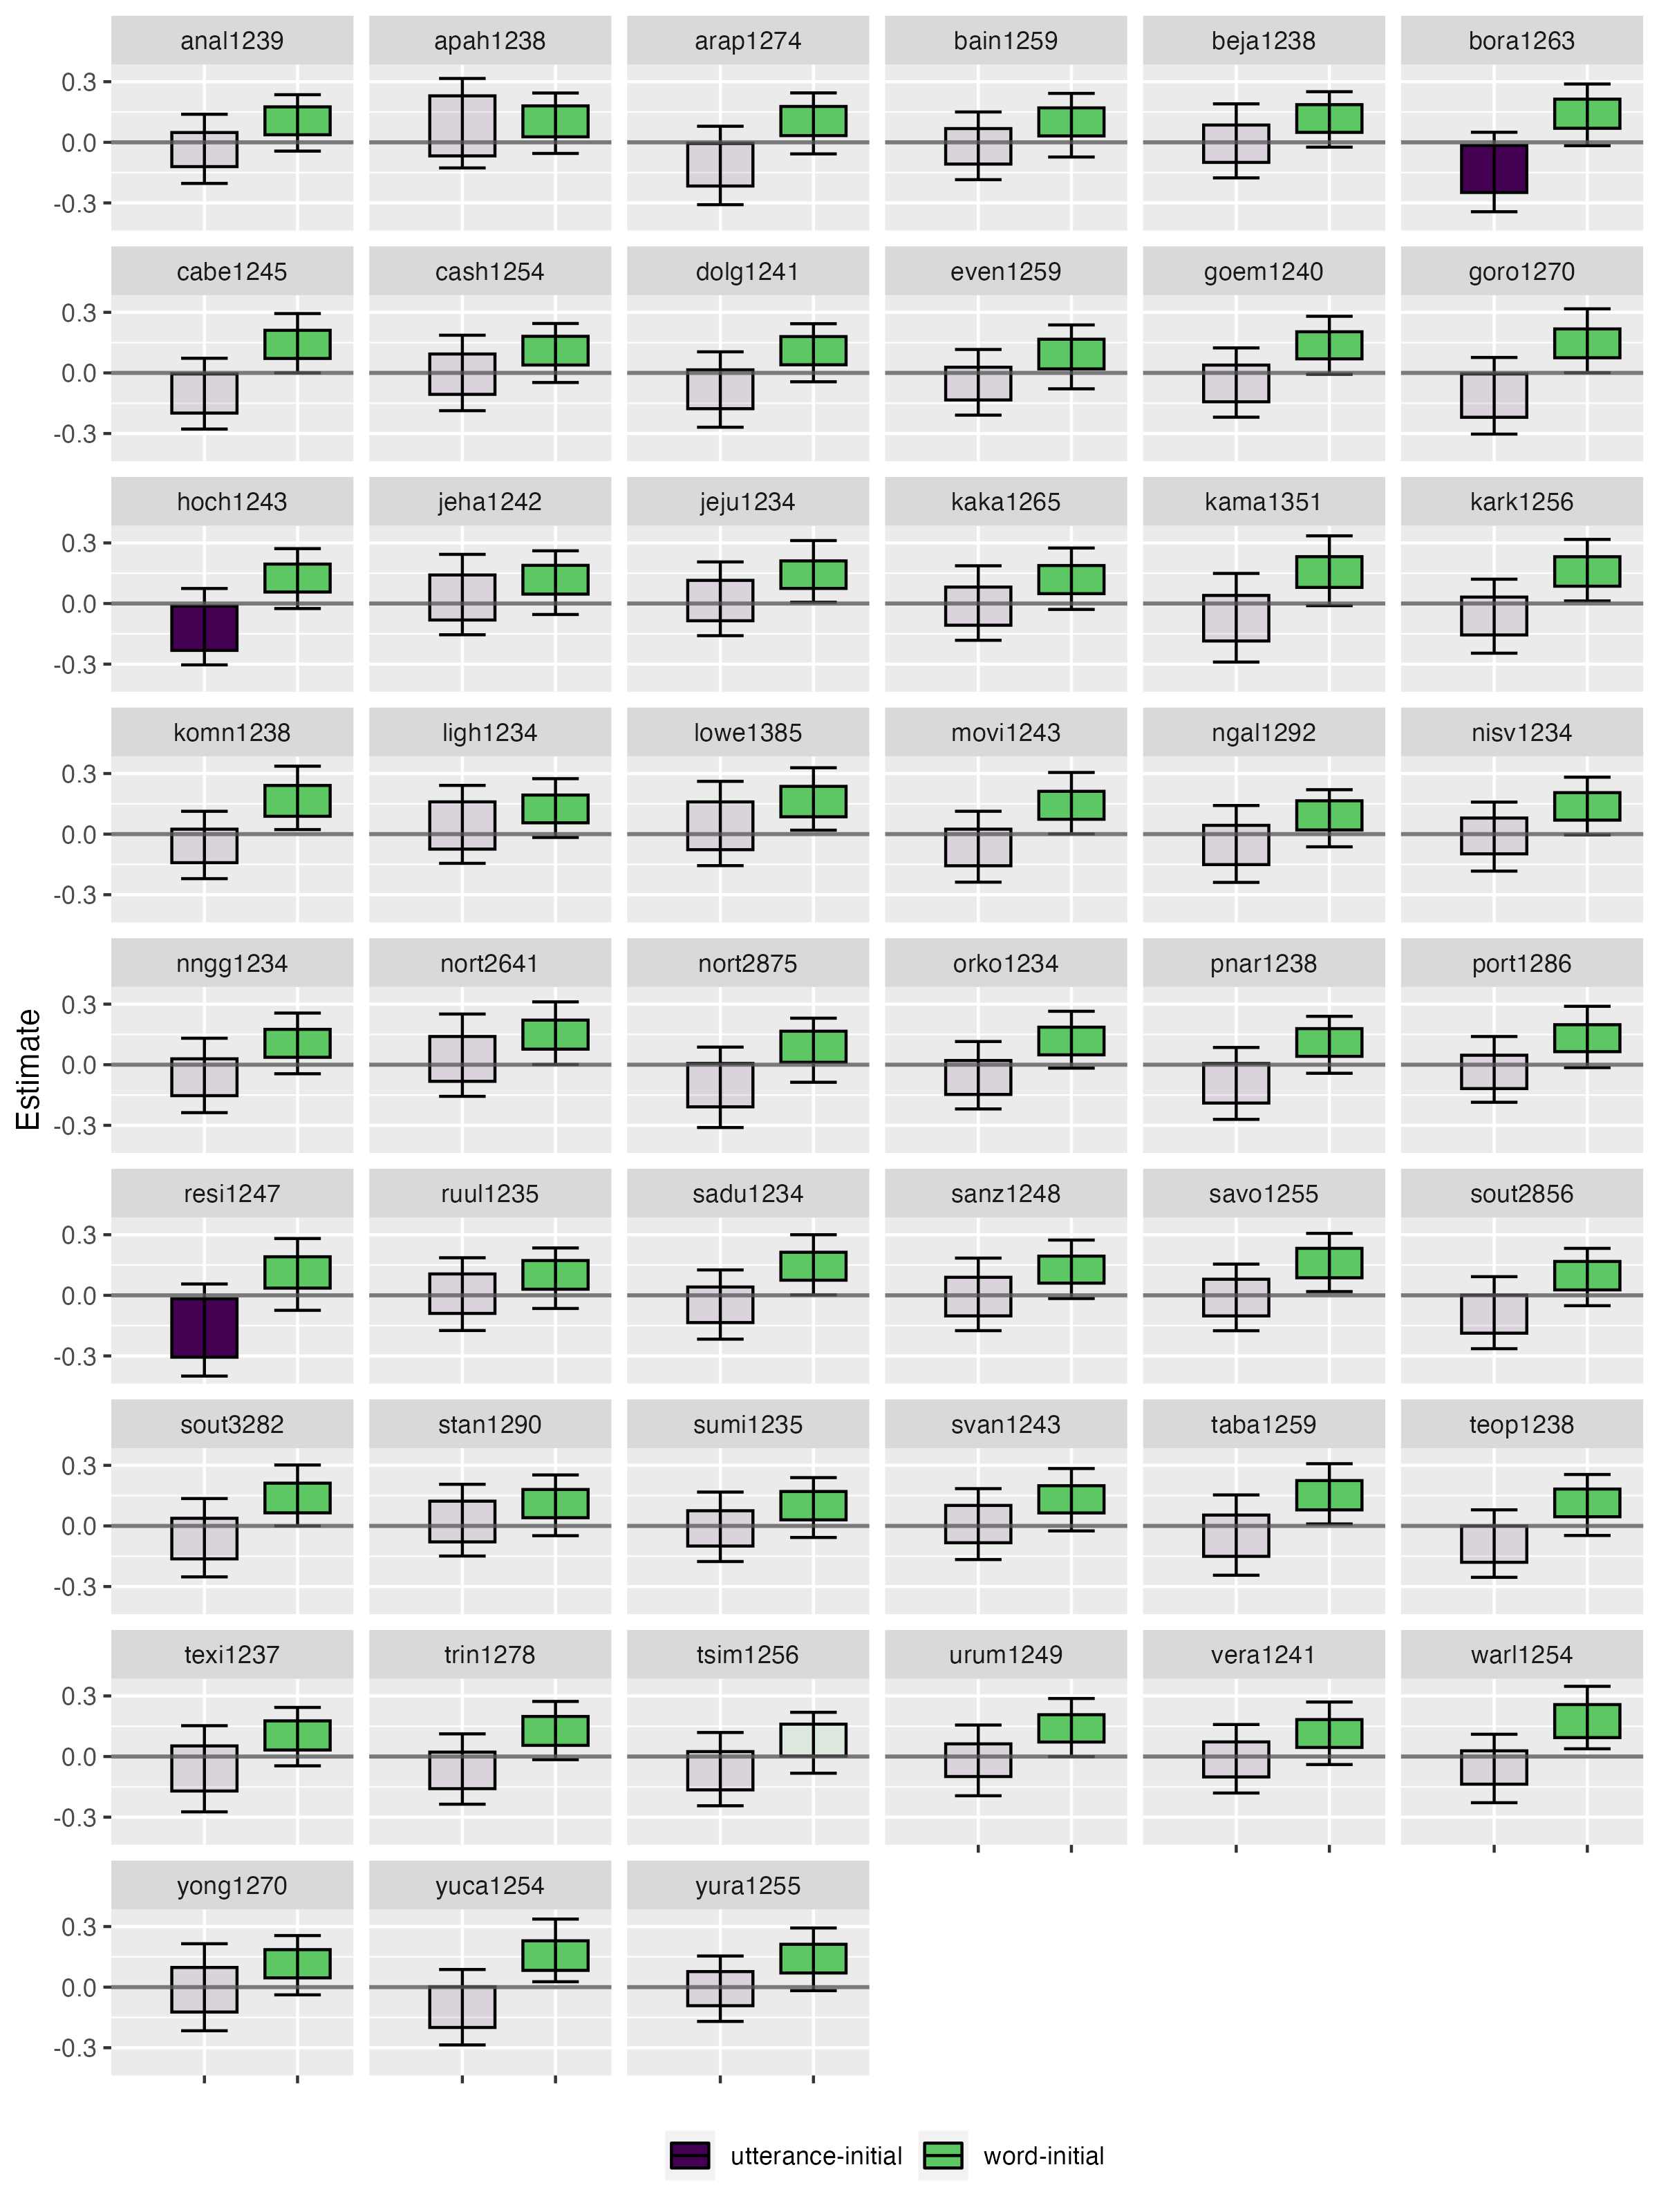 anal1239 apah1238 arap1274 bain1259 beja1238 bora1263
0.3
0.0
-0.3
cabe1245 cash1254 dolg1241 even1259 goem1240 goro1270
0.3
0.0
-0.3
hoch1243 jeha1242 jeju1234 kaka1265 kama1351 kark1256
0.3
0.0
-0.3
komn1238 ligh1234 lowe1385 movi1243 ngal1292 nisv1234
0.3
0.0
-0.3
nngg1234 nort2641 nort2875 orko1234 pnar1238 port1286
0.3
0.0
-0.3
Estimate
resi1247 ruul1235 sadu1234 sanz1248 savo1255 sout2856
0.3
0.0
-0.3
sout3282 stan1290 sumi1235 svan1243 taba1259 teop1238
0.3
0.0
-0.3
texi1237 trin1278 tsim1256 urum1249 vera1241 warl1254
0.3
0.0
-0.3
yong1270 yuca1254 yura1255
0.3
0.0
-0.3
utterance-initial word-initial